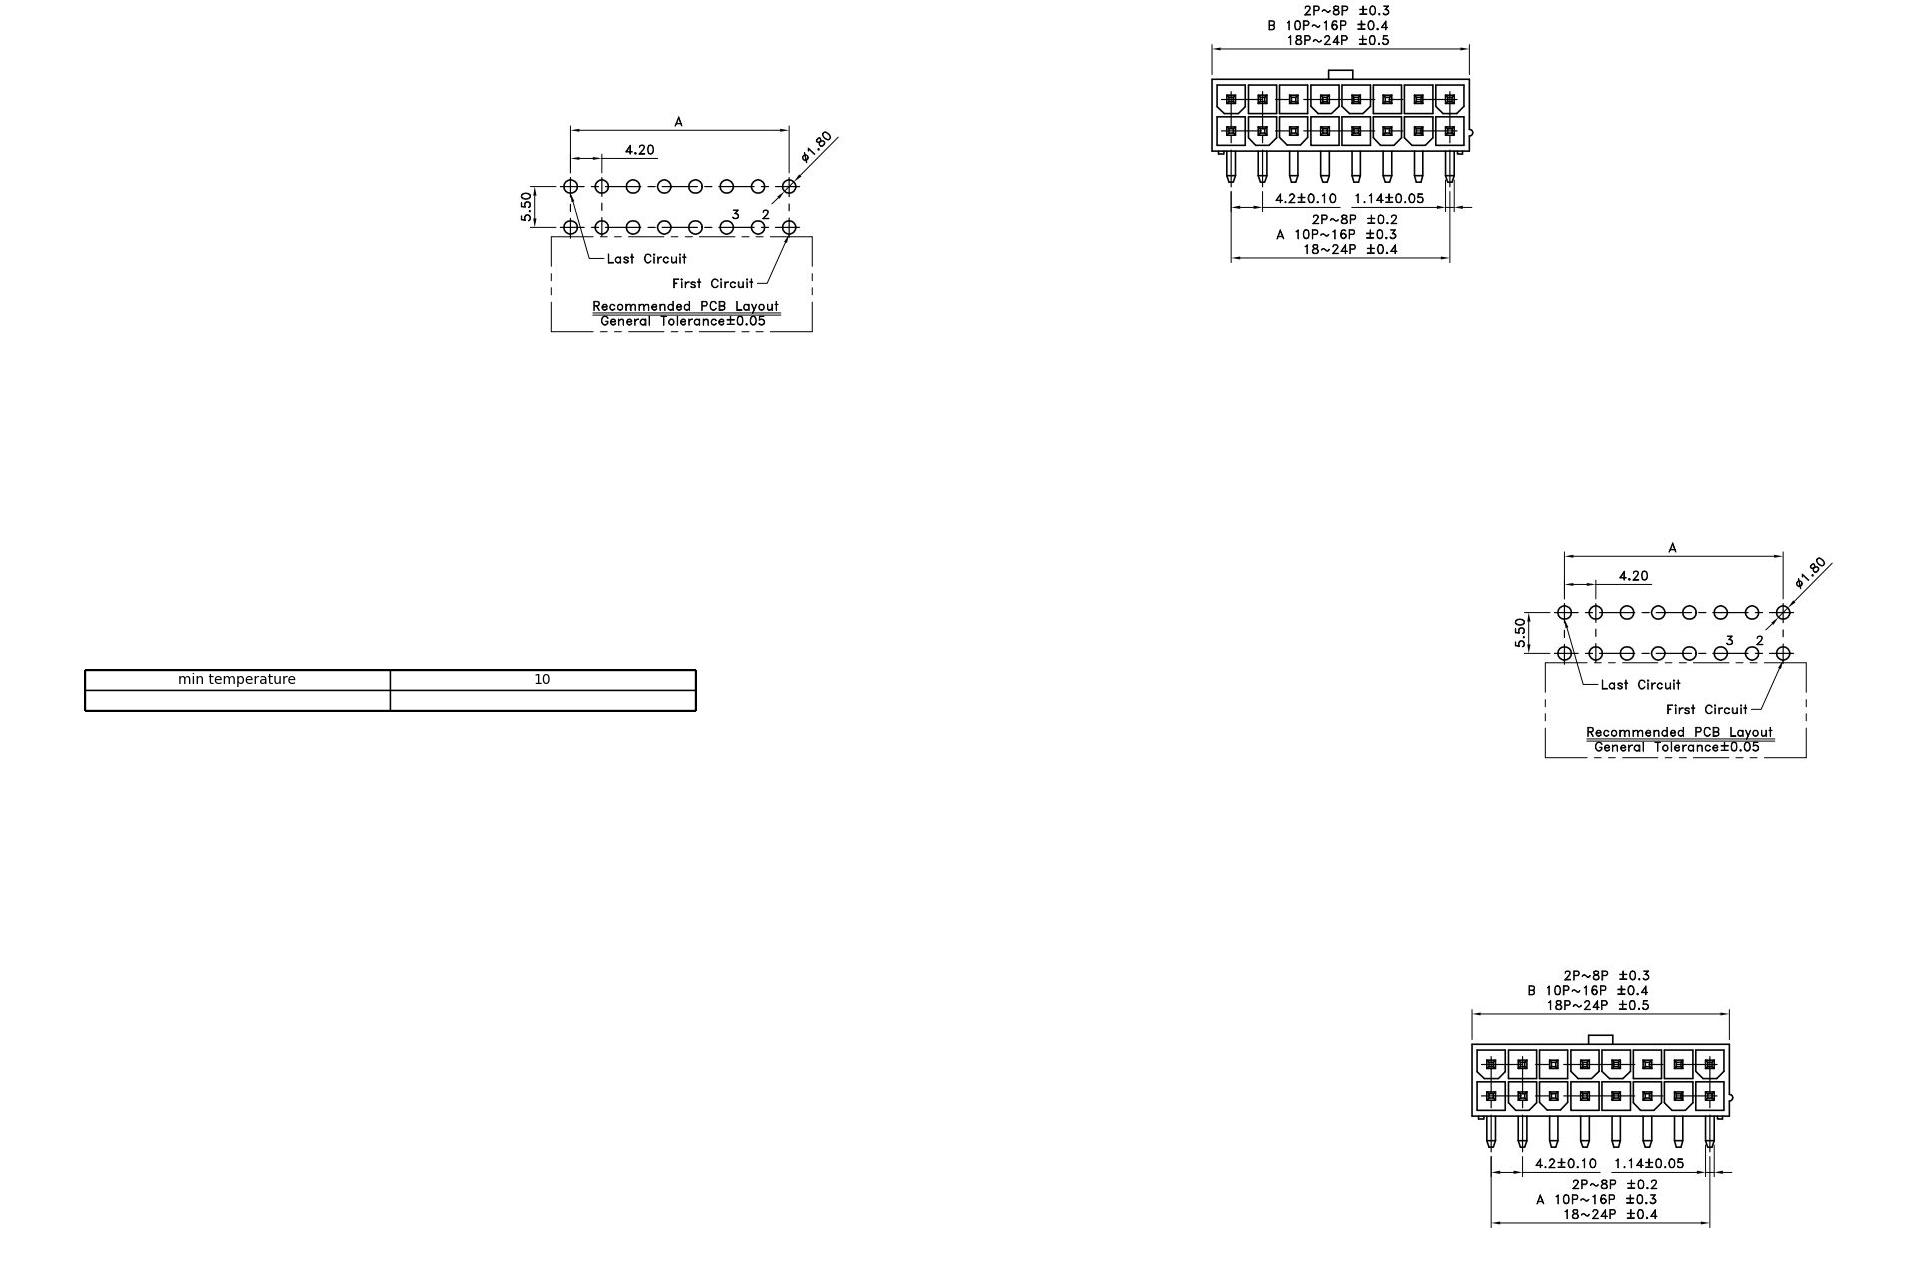 2P~8P ±0.3
B 10P~16P ±0.4
18P~24P ±0.5
4.2±0.10 1.14±0.05
2P~8P ±0.2
A 10P~16P ±0.3
18~24P ±0.4
A
4.20
ø1.80
5.50
3 2
Last Circuit
First Circuit
Recommended PCB Layout
General Tolerance±0.05
A
4.20
ø1.80
5.50
3 2
Last Circuit
First Circuit
Recommended PCB Layout
General Tolerance±0.05
min temperature 10
2P~8P ±0.3
B 10P~16P ±0.4
18P~24P ±0.5
4.2±0.10 1.14±0.05
2P~8P ±0.2
A 10P~16P ±0.3
18~24P ±0.4